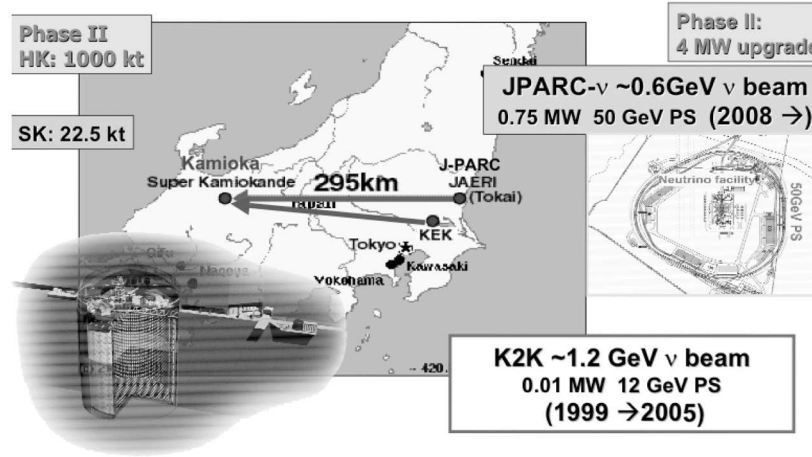 Phase II
HK: 1000 kt
Phase II:
4 MW upgrade
Sendai
JPARC-ν ~0.6GeV ν beam
0.75 MW 50 GeV PS (2008 →)
SK: 22.5 kt
Kamioka
Super Kamiokande
295km
J-PARC
JAERI
(Tokai)
Japan
KEK
Neutrino facility
50GeV PS
Tokyo
Kawasaki
Yokohama
Nagoya
- 420
K2K ~1.2 GeV ν beam
0.01 MW 12 GeV PS
(1999 →2005)